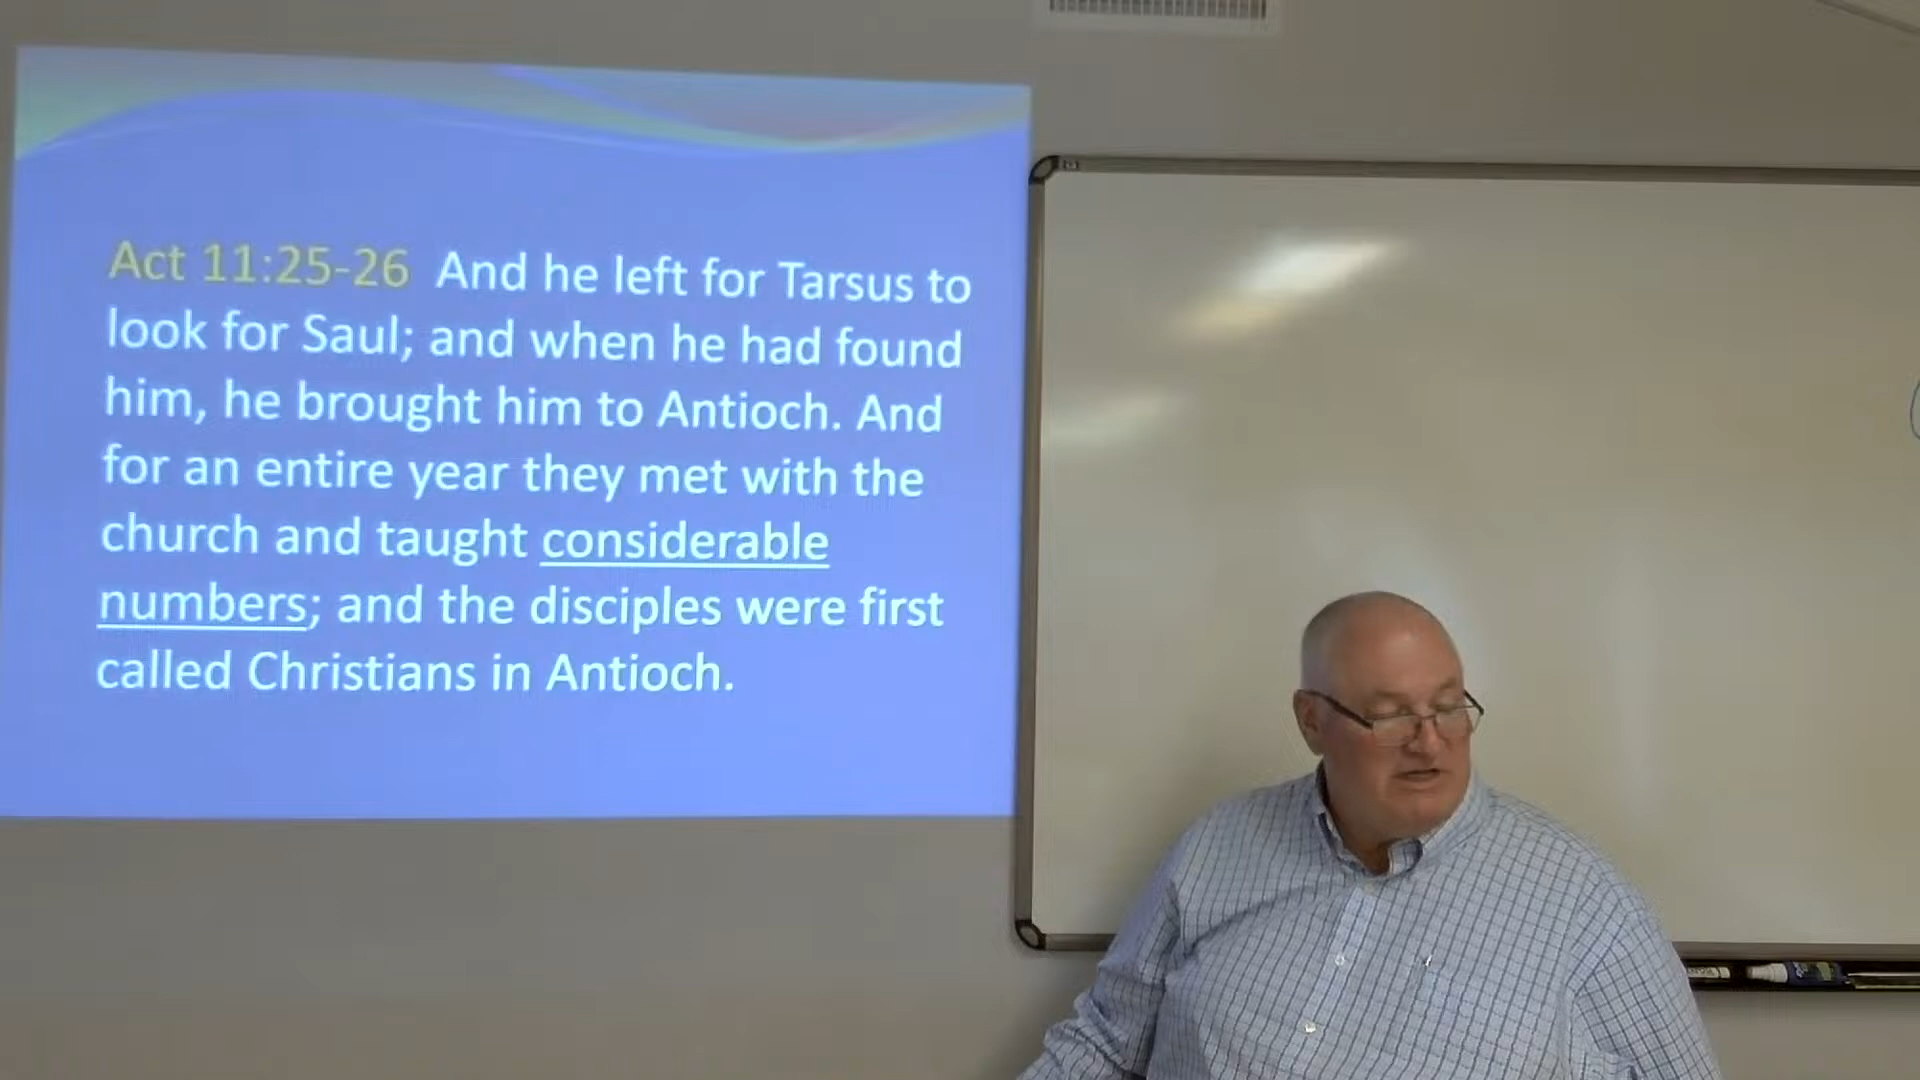 Act 11:25-26 And he left for Tarsus to
look for Saul; and when he had found
him, he brought him to Antioch. And
for an entire year they met with the
church and taught considerable
numbers; and the disciples were first
called Christians in Antioch.